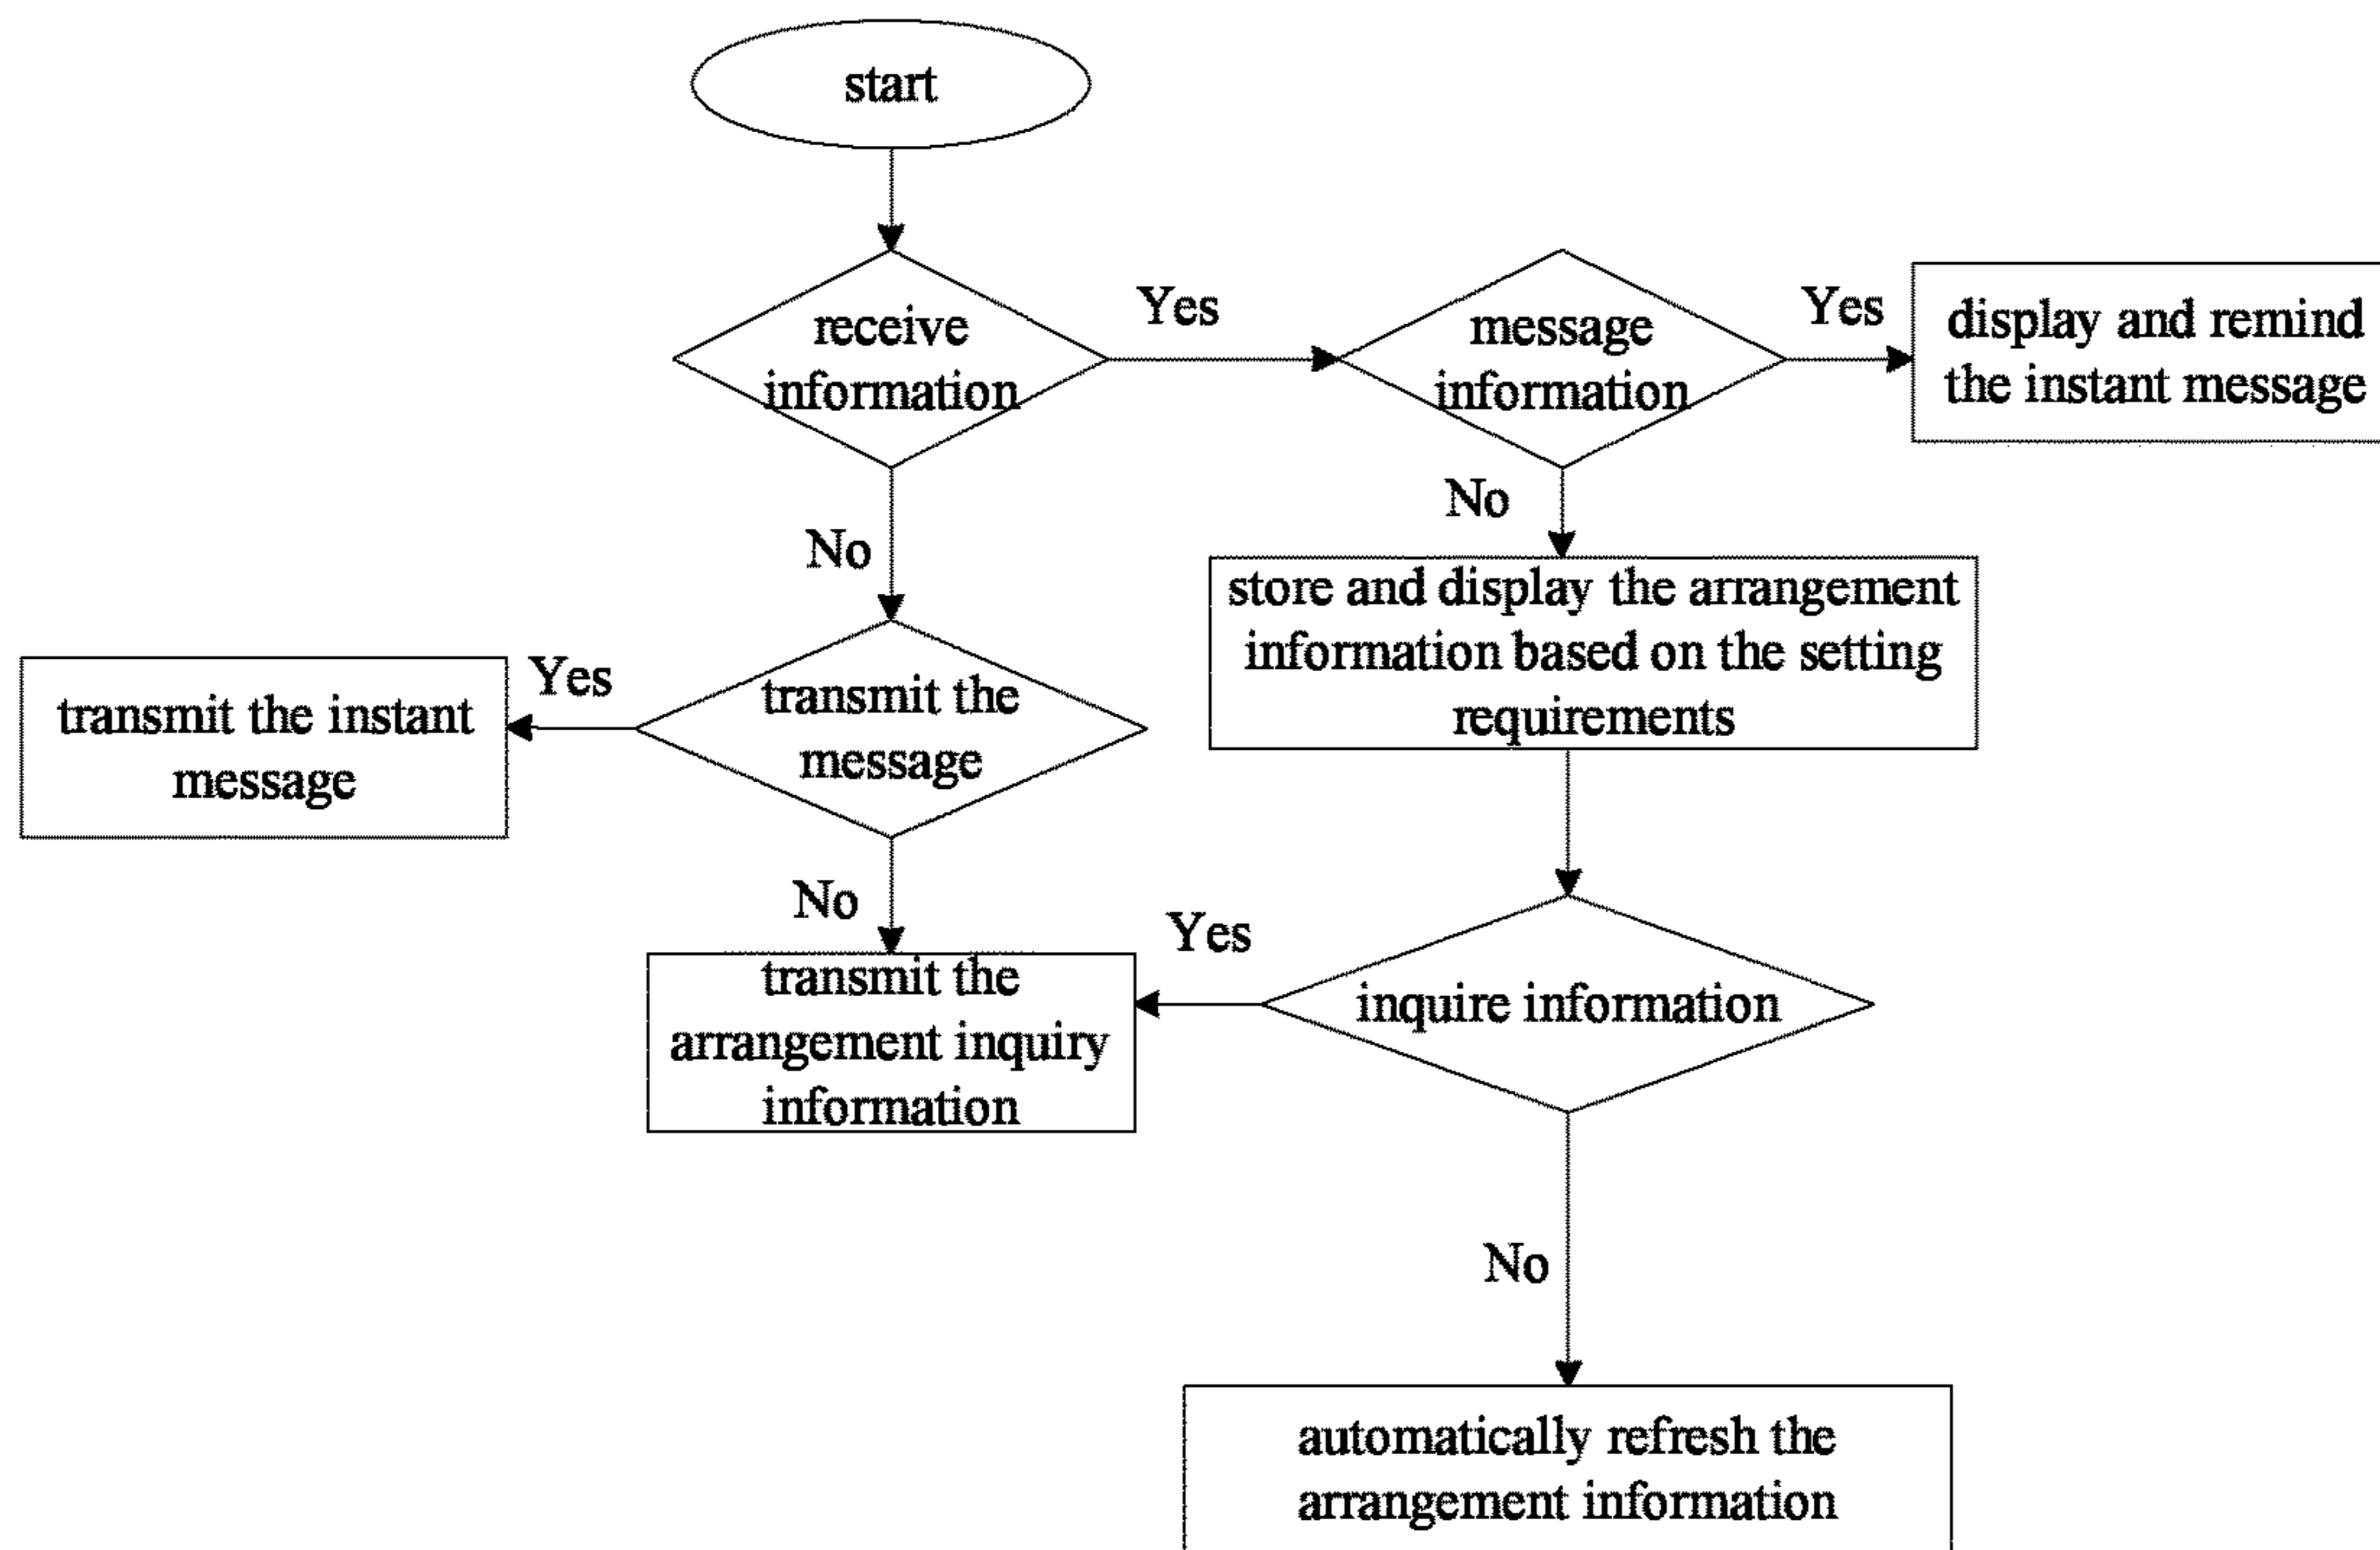 start
receive
information
Yes
message
information
Yes
display and remind
the instant message
No
No
store and display the arrangement
information based on the setting
requirements
transmit the instant
message
Yes
transmit the
message
No
transmit the
arrangement inquiry
information
Yes
inquire information
No
automatically refresh the
arrangement information